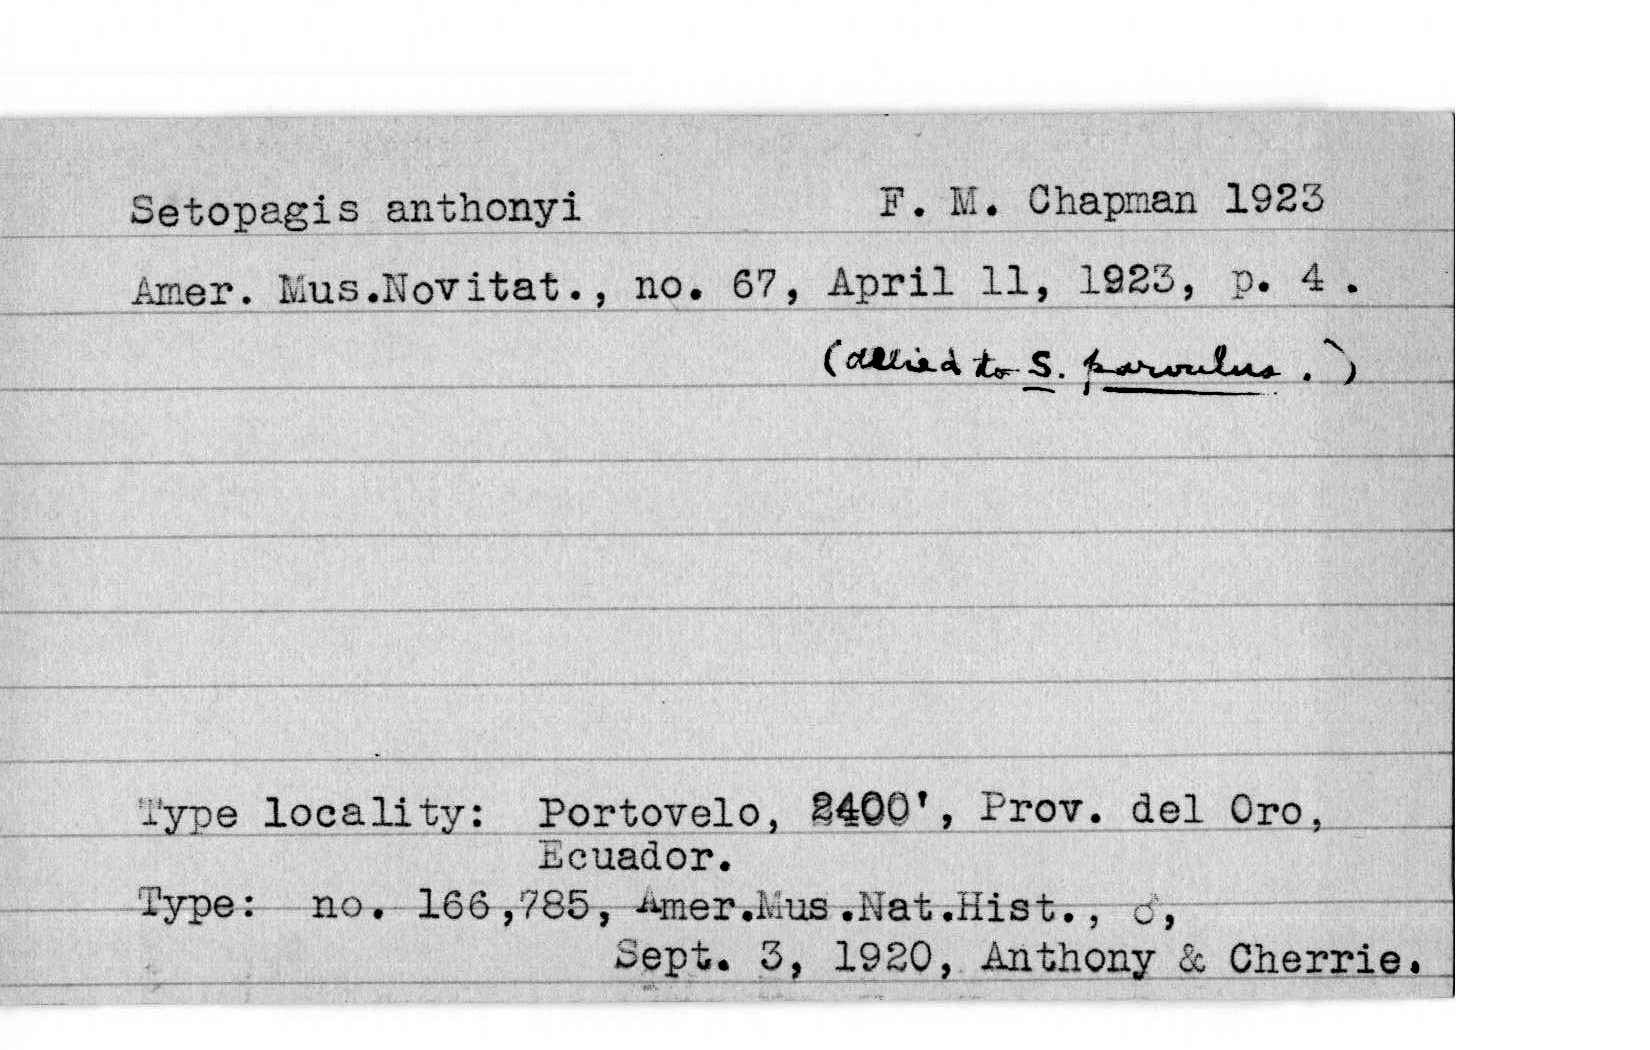 Setopagis anthonyi F. M. Chapman 1923
Amer. Mus.Novitat., no. 67, April 11, 1923, p. 4 .
(allied to S. parvulus.)
Type locality: Portovelo, 2400', Prov. del Oro,
Ecuador.
Type: no. 166,785, Amer.Mus.Nat.Hist., ♂,
Sept. 3, 1920, Anthony & Cherrie.